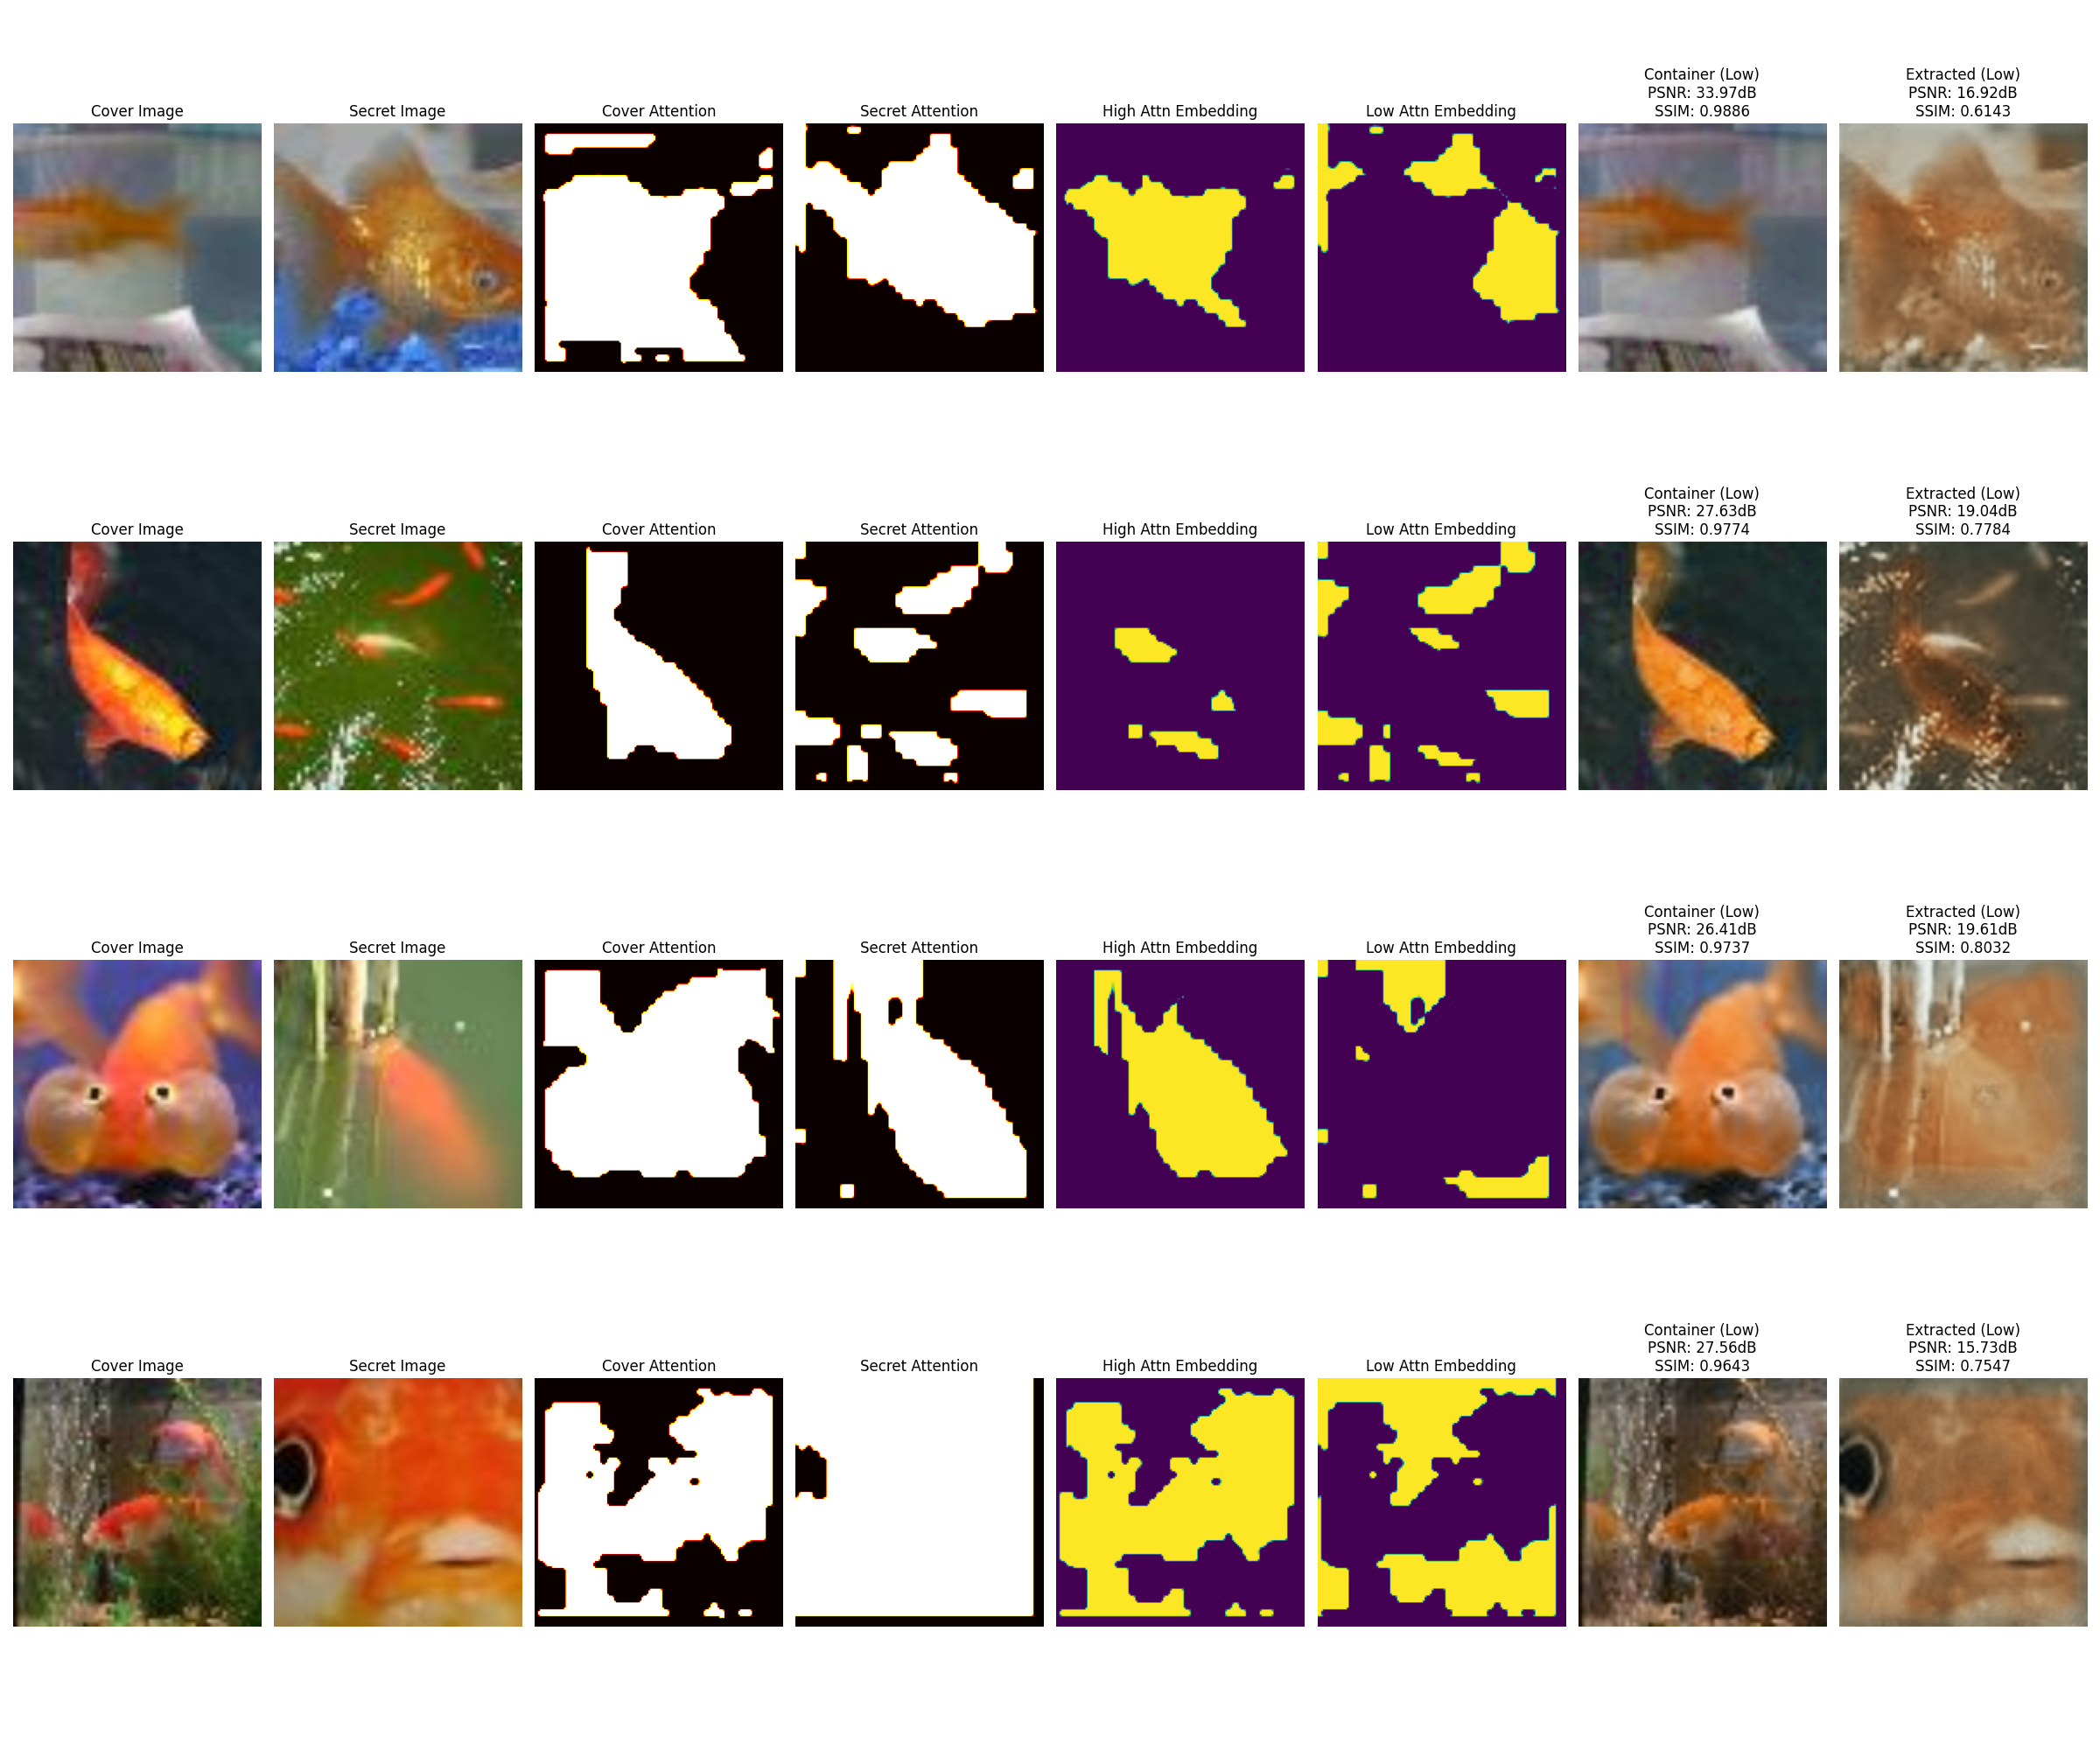 Cover Image
Secret Image
Cover Attention
Secret Attention
High Attn Embedding
Low Attn Embedding
Container (Low)
PSNR: 33.97dB
SSIM: 0.9886
Extracted (Low)
PSNR: 16.92dB
SSIM: 0.6143
Cover Image
Secret Image
Cover Attention
Secret Attention
High Attn Embedding
Low Attn Embedding
Container (Low)
PSNR: 27.63dB
SSIM: 0.9774
Extracted (Low)
PSNR: 19.04dB
SSIM: 0.7784
Cover Image
Secret Image
Cover Attention
Secret Attention
High Attn Embedding
Low Attn Embedding
Container (Low)
PSNR: 26.41dB
SSIM: 0.9737
Extracted (Low)
PSNR: 19.61dB
SSIM: 0.8032
Cover Image
Secret Image
Cover Attention
Secret Attention
High Attn Embedding
Low Attn Embedding
Container (Low)
PSNR: 27.56dB
SSIM: 0.9643
Extracted (Low)
PSNR: 15.73dB
SSIM: 0.7547